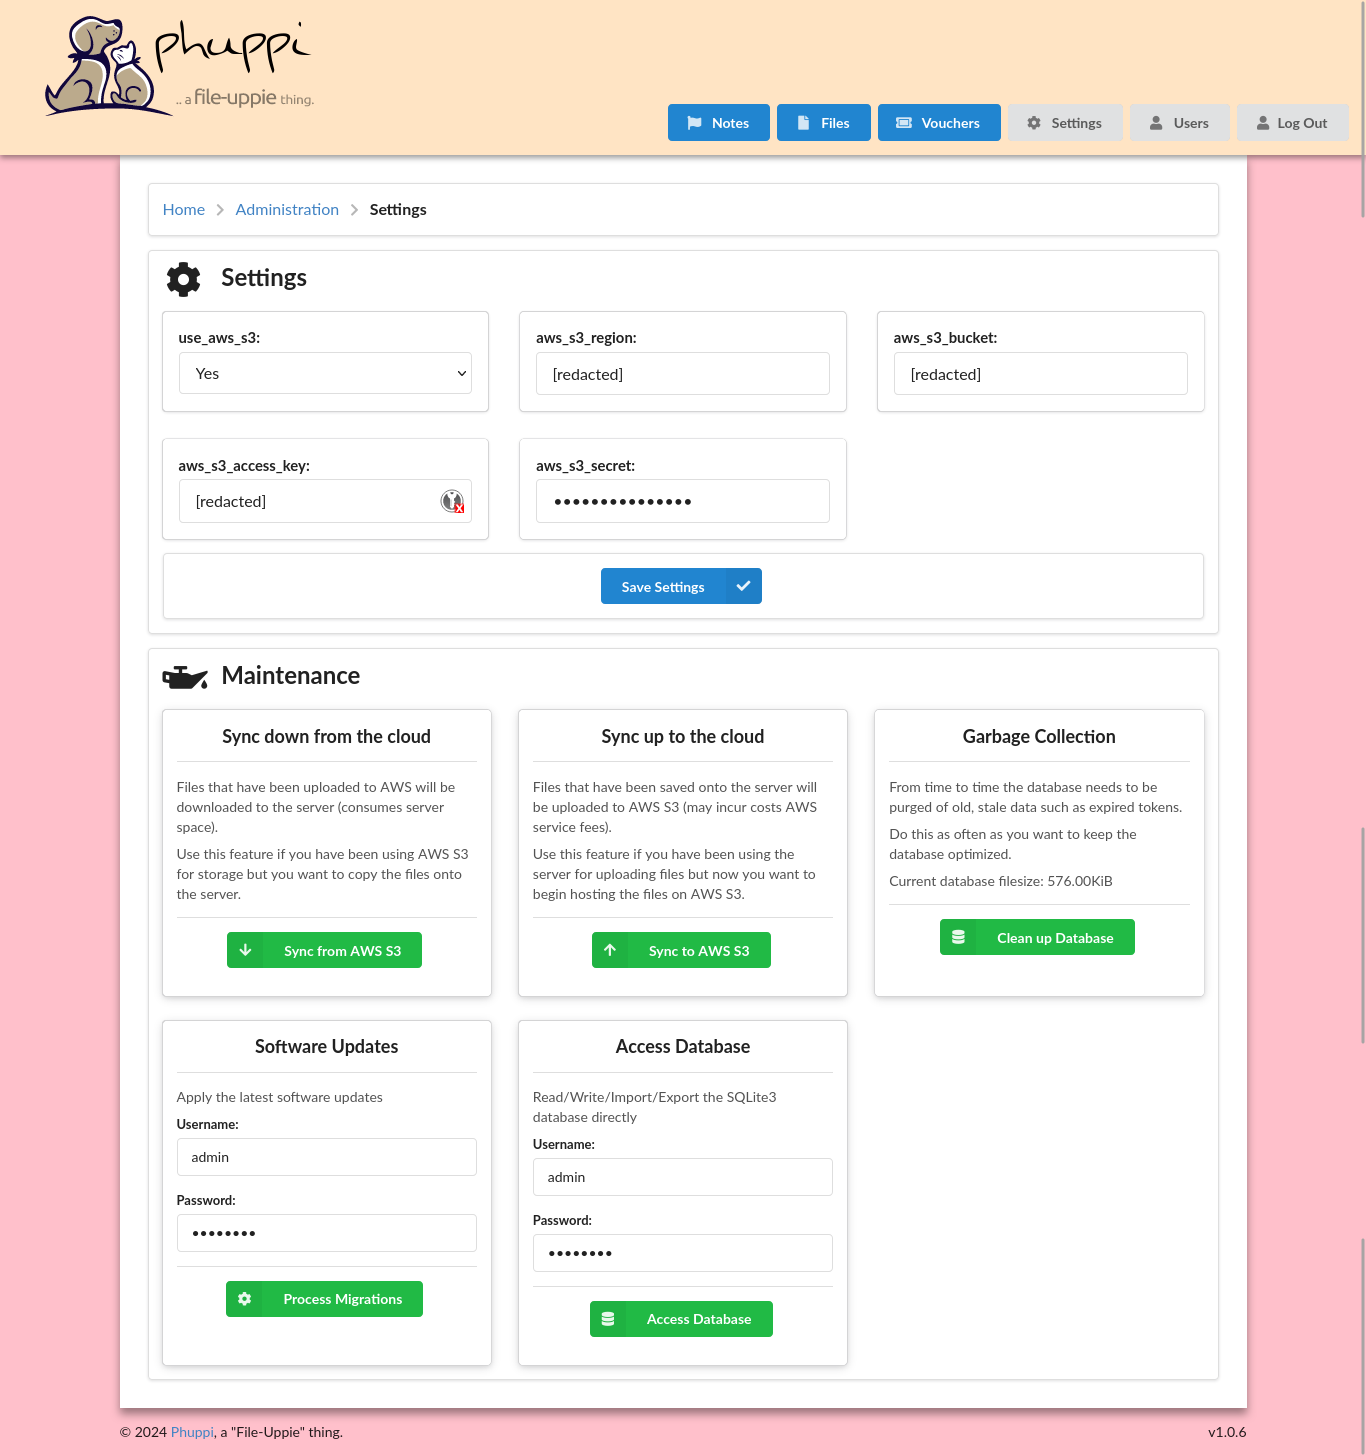 phuppi
.. a file-uppie thing.
Notes
Files
Vouchers
Settings
Users
Log Out
Home
Administration
Settings
Settings
use_aws_s3:
Yes
aws_s3_region:
[redacted]
aws_s3_bucket:
[redacted]
aws_s3_access_key:
[redacted]
aws_s3_secret:
•••••••••••••••
Save Settings
Maintenance
Sync down from the cloud
Files that have been uploaded to AWS will be
downloaded to the server (consumes server
space).
Use this feature if you have been using AWS S3
for storage but you want to copy the files onto
the server.
Sync from AWS S3
Sync up to the cloud
Files that have been saved onto the server will
be uploaded to AWS S3 (may incur costs AWS
service fees).
Use this feature if you have been using the
server for uploading files but now you want to
begin hosting the files on AWS S3.
Sync to AWS S3
Garbage Collection
From time to time the database needs to be
purged of old, stale data such as expired tokens.
Do this as often as you want to keep the
database optimized.
Current database filesize: 576.00KiB
Clean up Database
Software Updates
Apply the latest software updates
Username:
admin
Password:
••••••••
Process Migrations
Access Database
Read/Write/Import/Export the SQLite3
database directly
Username:
admin
Password:
••••••••
Access Database
© 2024 Phuppi, a "File-Uppie" thing.
v1.0.6